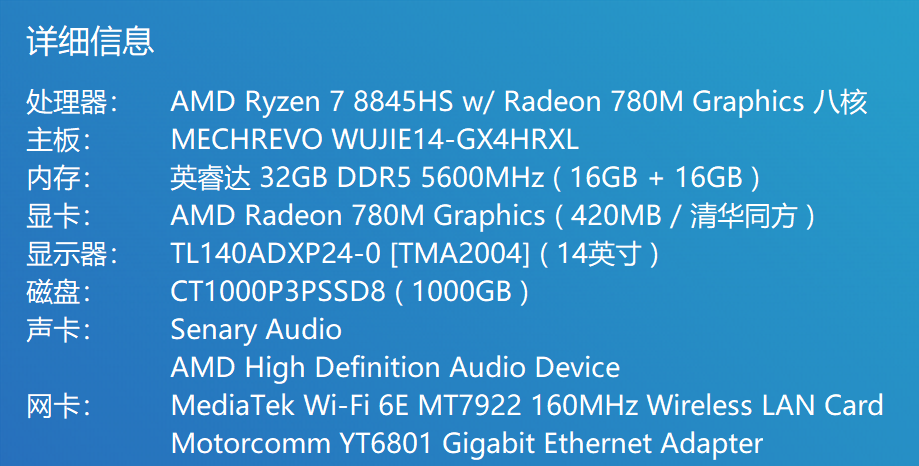 详细信息
处理器： AMD Ryzen 7 8845HS w/ Radeon 780M Graphics 八核
主板： MECHREVO WUJIE14-GX4HRXL
内存： 英睿达 32GB DDR5 5600MHz ( 16GB + 16GB )
显卡： AMD Radeon 780M Graphics ( 420MB / 清华同方 )
显示器： TL140ADXP24-0 [TMA2004] ( 14英寸 )
磁盘： CT1000P3PSSD8 ( 1000GB )
声卡： Senary Audio
AMD High Definition Audio Device
网卡： MediaTek Wi-Fi 6E MT7922 160MHz Wireless LAN Card
Motorcomm YT6801 Gigabit Ethernet Adapter